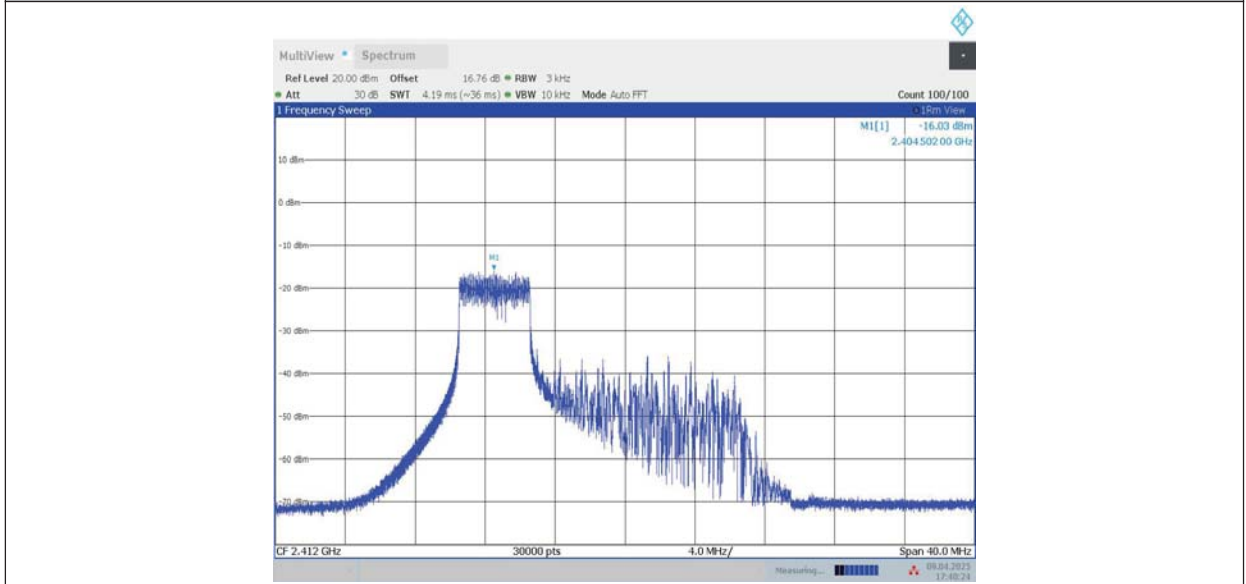 MultiView Spectrum
Ref Level 20.00 dBm Offset 16.76 dB RBW 3 kHz
Att 30 dB SWT 4.19 ms (~36 ms) VBW 10 kHz Mode Auto FFT Count 100/100
1 Frequency Sweep 1Rm View
M1[1] -16.03 dBm
2.40450200 GHz
10 dBm
0 dBm
-10 dBm
M1
-20 dBm
-30 dBm
-40 dBm
-50 dBm
-60 dBm
-70 dBm
CF 2.412 GHz 30000 pts 4.0 MHz/ Span 40.0 MHz
Measuring... 09.04.2025
17:40:24